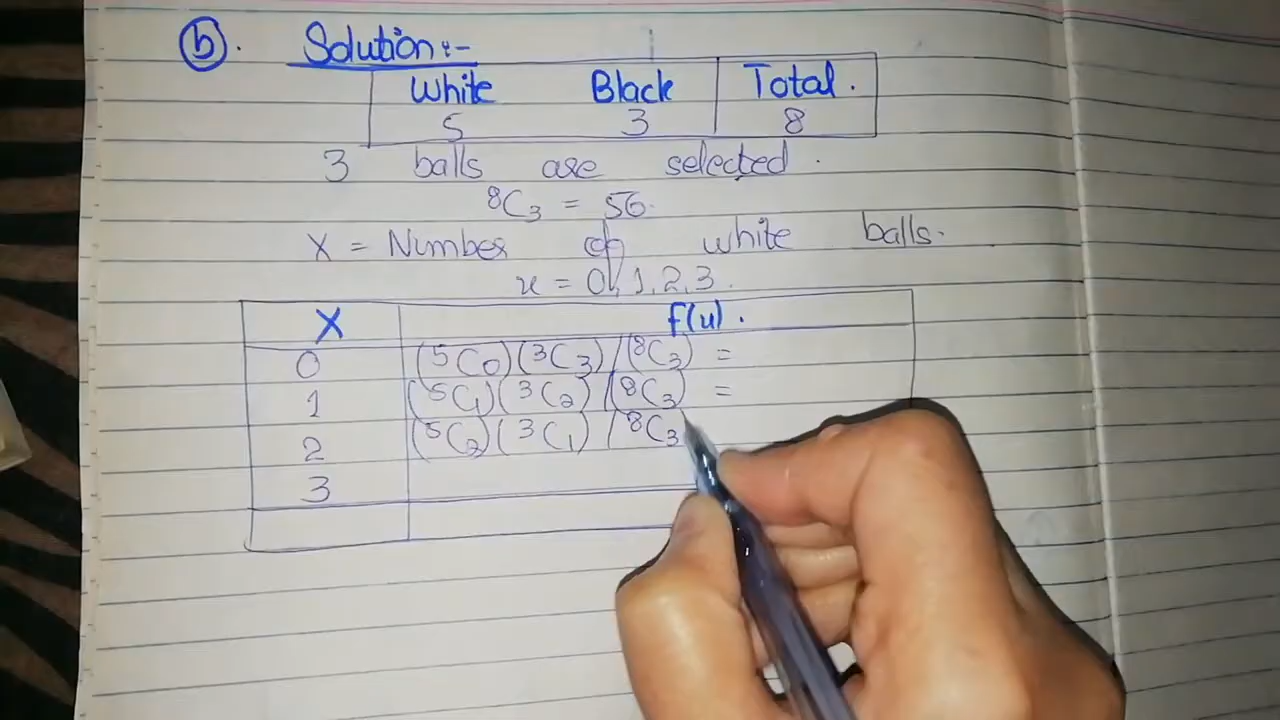 (b). Solution:-
White Black Total.
5 3 8
3 balls are selected.
⁸C₃ = 56.
X = Number of white balls.
x = 0, 1, 2, 3.
X f(x).
0 (⁵C₀)(³C₃)/(⁸C₃) =
1 (⁵C₁)(³C₂)/(⁸C₃) =
2 (⁵C₂)(³C₁)/⁸C₃
3